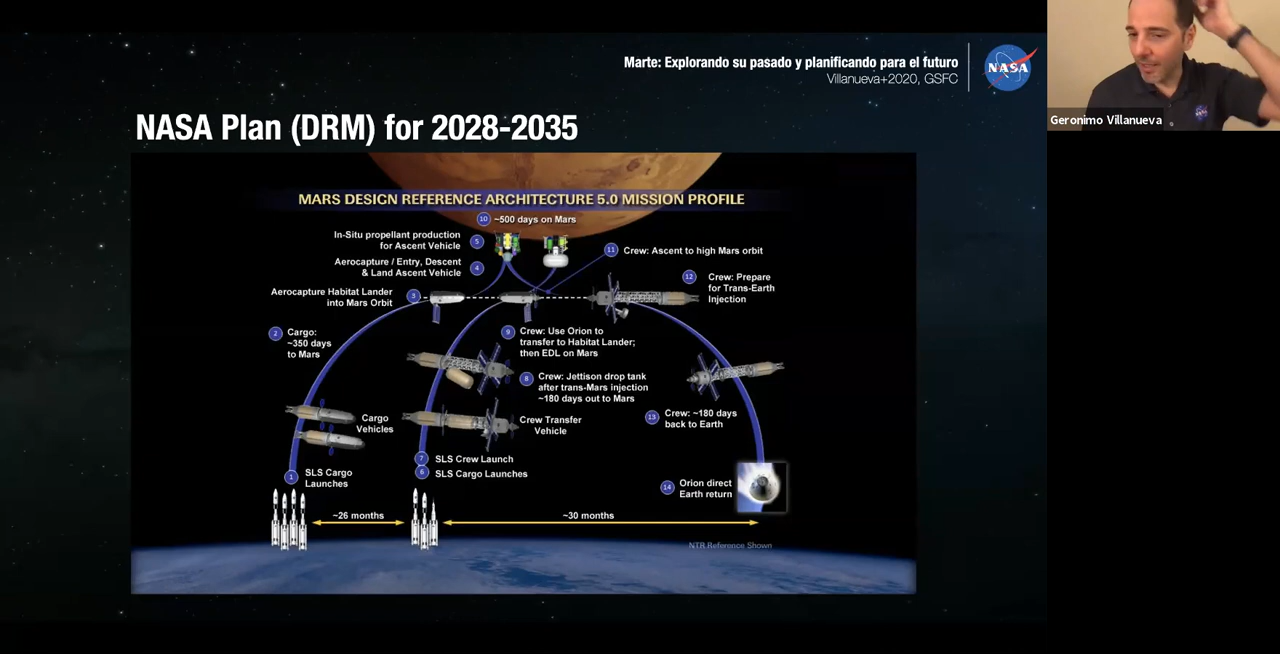 Marte: Explorando su pasado y planificando para el futuro
Villanueva+2020, GSFC
NASA
Geronimo Villanueva
NASA Plan (DRM) for 2028-2035
MARS DESIGN REFERENCE ARCHITECTURE 5.0 MISSION PROFILE
10 ~500 days on Mars
In-Situ propellant production
for Ascent Vehicle
5
Aerocapture / Entry, Descent
& Land Ascent Vehicle
4
11 Crew: Ascent to high Mars orbit
12 Crew: Prepare
for Trans-Earth
Injection
Aerocapture Habitat Lander
into Mars Orbit
3
2 Cargo:
~350 days
to Mars
9 Crew: Use Orion to
transfer to Habitat Lander;
then EDL on Mars
8 Crew: Jettison drop tank
after trans-Mars injection
~180 days out to Mars
13 Crew: ~180 days
back to Earth
Cargo
Vehicles
Crew Transfer
Vehicle
7 SLS Crew Launch
6 SLS Cargo Launches
1 SLS Cargo
Launches
14 Orion direct
Earth return
~26 months
~30 months
NTR Reference Shown